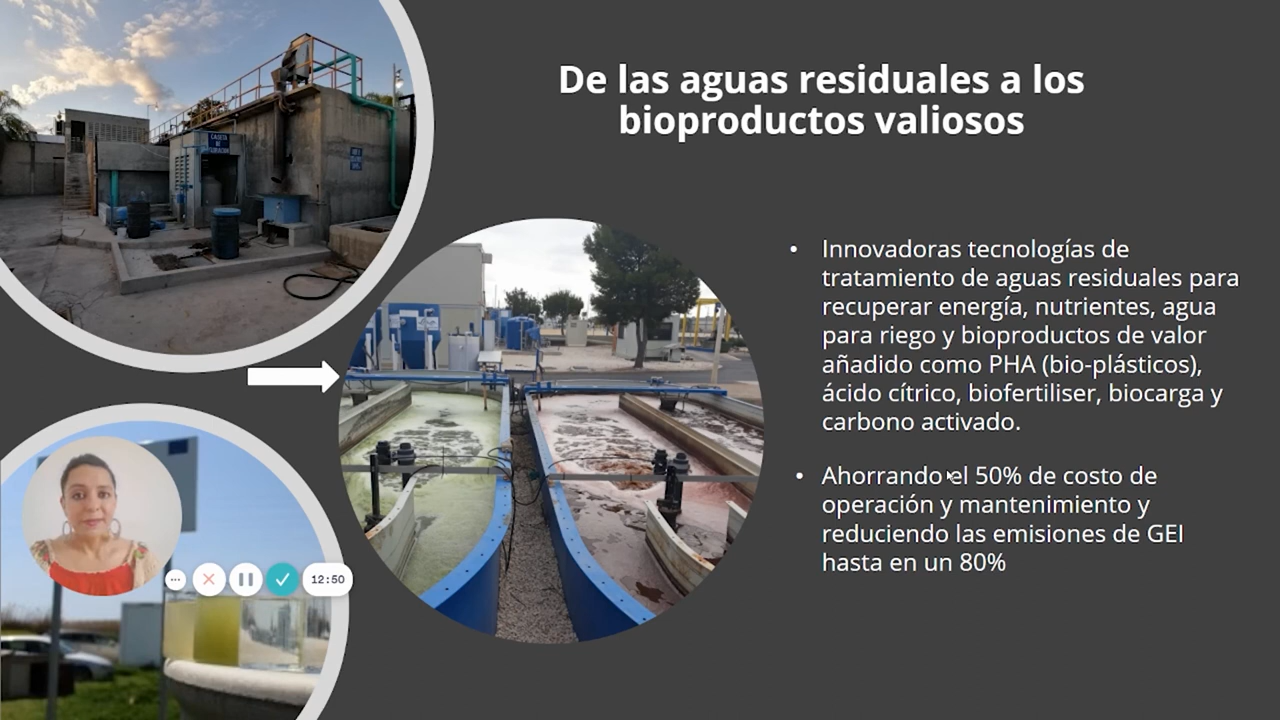 De las aguas residuales a los
bioproductos valiosos
CASETA
DE
• Innovadoras tecnologías de
tratamiento de aguas residuales para
recuperar energía, nutrientes, agua
para riego y bioproductos de valor
añadido como PHA (bio-plásticos),
ácido cítrico, biofertiliser, biocarga y
carbono activado.
• Ahorrando el 50% de costo de
operación y mantenimiento y
reduciendo las emisiones de GEI
hasta en un 80%
12:50